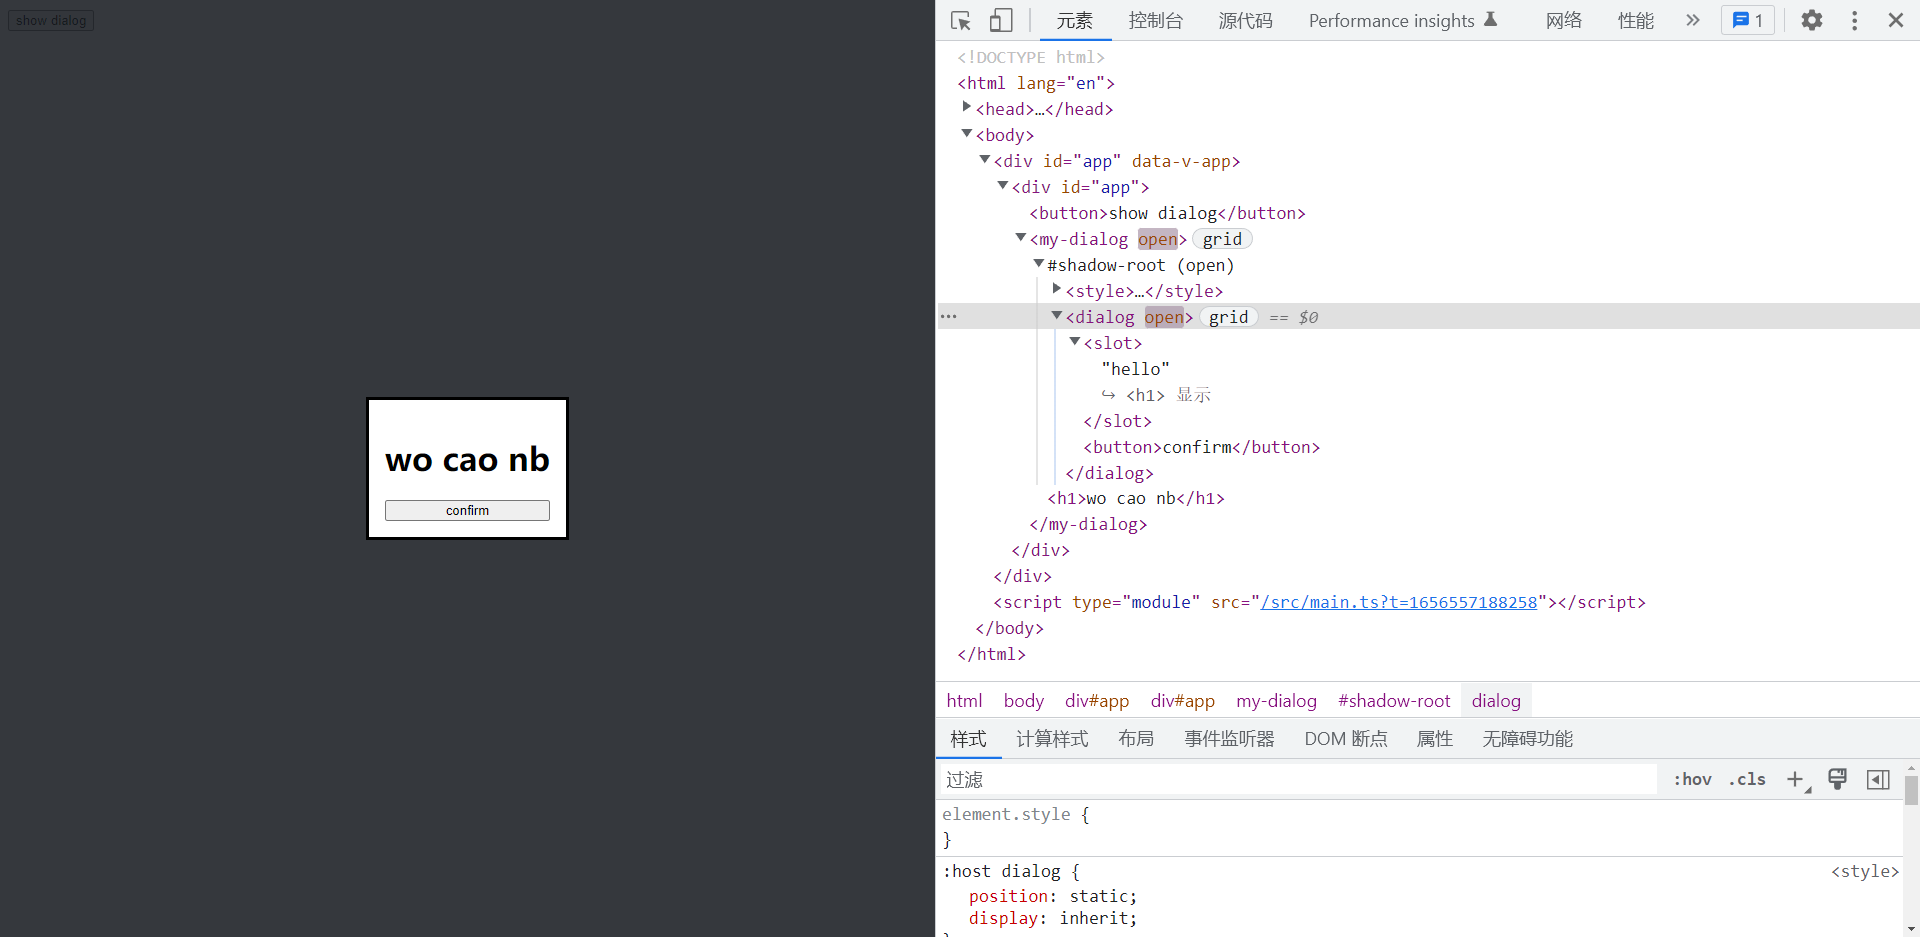 show dialog
wo cao nb
confirm
元素 控制台 源代码 Performance insights 网络 性能 » 1
<!DOCTYPE html>
<html lang="en">
<head>…</head>
<body>
<div id="app" data-v-app>
<div id="app">
<button>show dialog</button>
<my-dialog open> grid
#shadow-root (open)
<style>…</style>
<dialog open> grid == $0
<slot>
"hello"
↪ <h1> 显示
</slot>
<button>confirm</button>
</dialog>
<h1>wo cao nb</h1>
</my-dialog>
</div>
</div>
<script type="module" src="/src/main.ts?t=1656557188258"></script>
</body>
</html>
html body div#app div#app my-dialog #shadow-root dialog
样式 计算样式 布局 事件监听器 DOM 断点 属性 无障碍功能
过滤 :hov .cls
element.style {
}
:host dialog { <style>
position: static;
display: inherit;